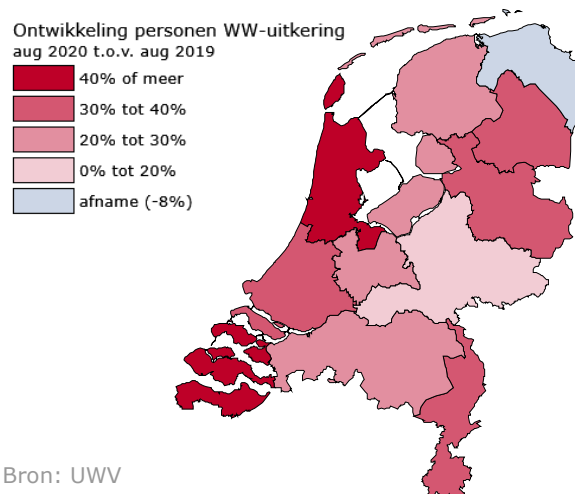 Ontwikkeling personen WW-uitkering
aug 2020 t.o.v. aug 2019
40% of meer
30% tot 40%
20% tot 30%
0% tot 20%
afname (-8%)
Bron: UWV